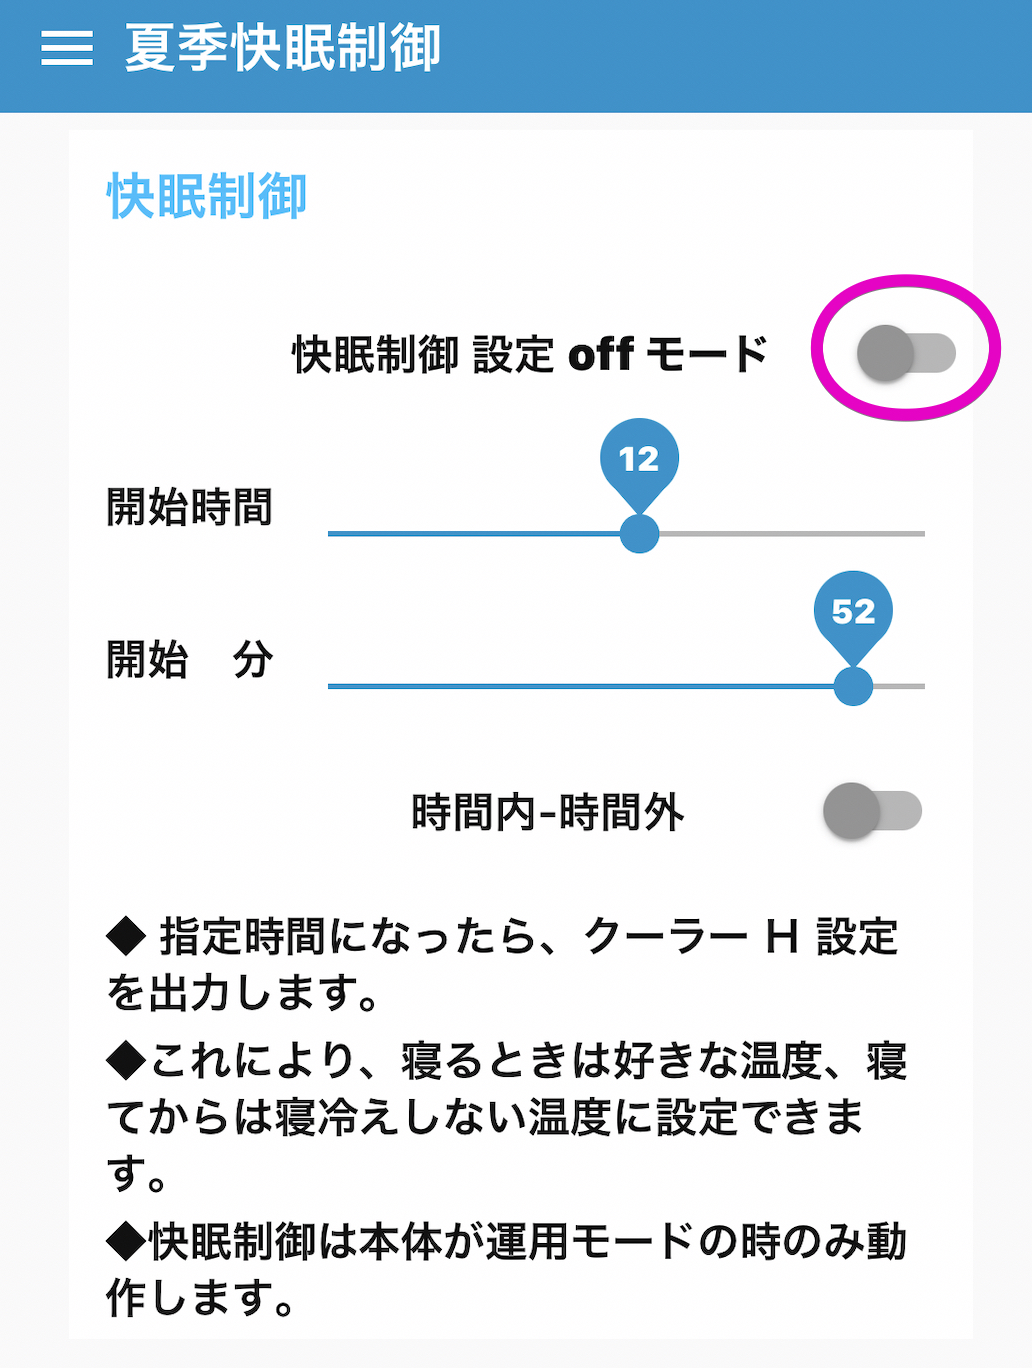 夏季快眠制御
快眠制御
快眠制御 設定 off モード
12
開始時間
52
開始　分
時間内-時間外
◆ 指定時間になったら、クーラー H 設定
を出力します。
◆これにより、寝るときは好きな温度、寝
てからは寝冷えしない温度に設定できま
す。
◆快眠制御は本体が運用モードの時のみ動
作します。